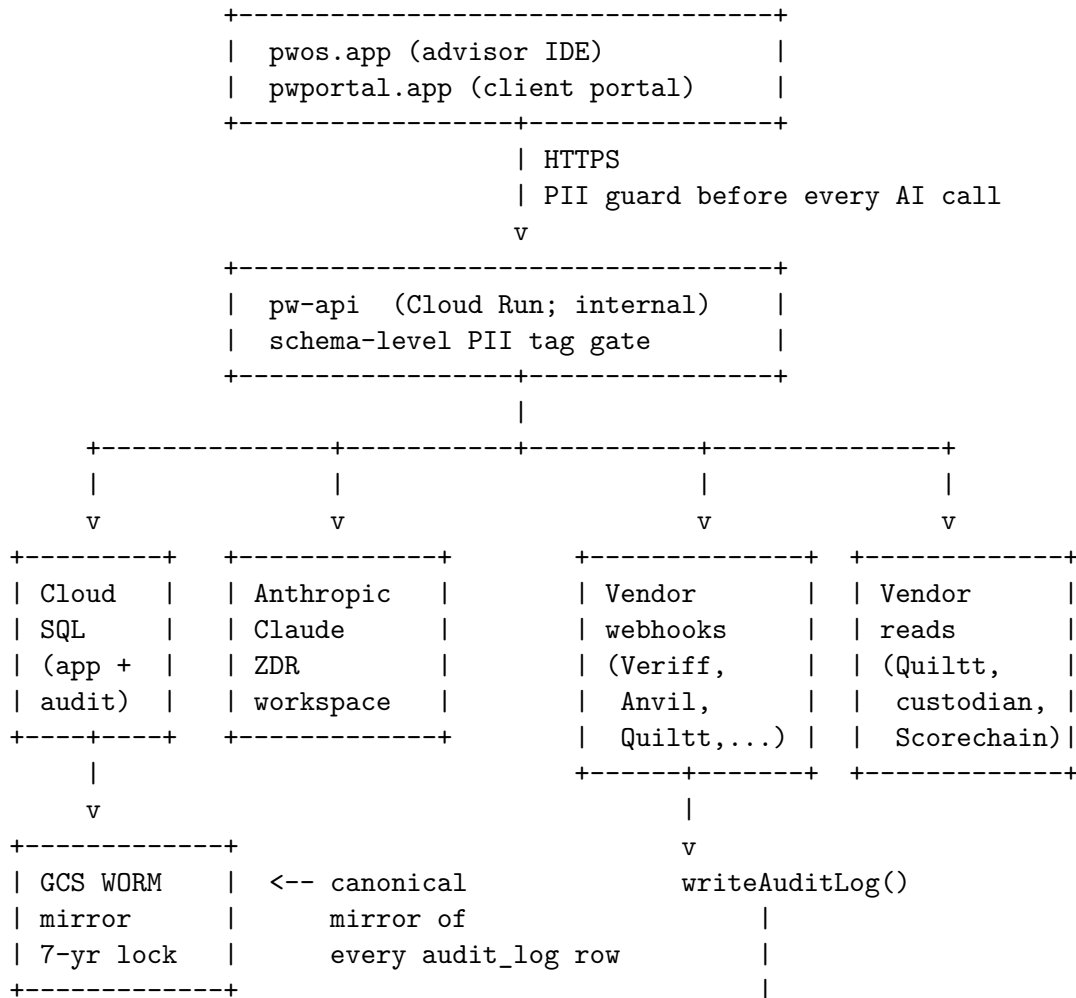 pwos.app (advisor IDE)
pwportal.app (client portal)
HTTPS
PII guard before every AI call
v
pw-api (Cloud Run; internal)
schema-level PII tag gate
v v v v
Cloud
SQL
(app +
audit)
Anthropic
Claude
ZDR
workspace
Vendor
webhooks
(Veriff,
Anvil,
Quiltt,...)
Vendor
reads
(Quiltt,
custodian,
Scorechain)
v
GCS WORM
mirror
7-yr lock
<-- canonical
mirror of
every audit_log row
v
writeAuditLog()